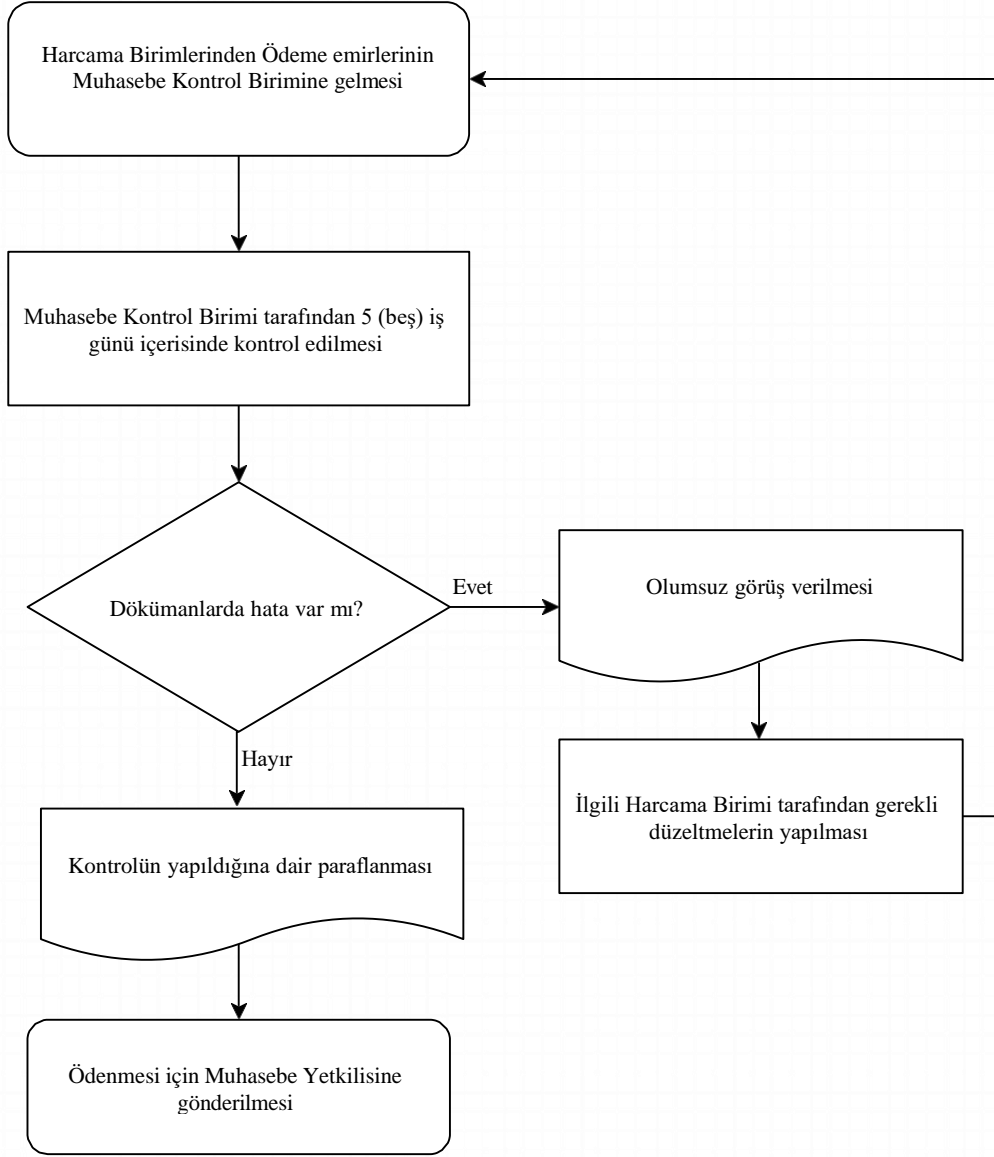 Harcama Birimlerinden Ödeme emirlerinin
Muhasebe Kontrol Birimine gelmesi
Muhasebe Kontrol Birimi tarafından 5 (beş) iş
günü içerisinde kontrol edilmesi
Dökümanlarda hata var mı?
Evet
Olumsuz görüş verilmesi
İlgili Harcama Birimi tarafından gerekli
düzeltmelerin yapılması
Hayır
Kontrolün yapıldığına dair paraflanması
Ödenmesi için Muhasebe Yetkilisine
gönderilmesi